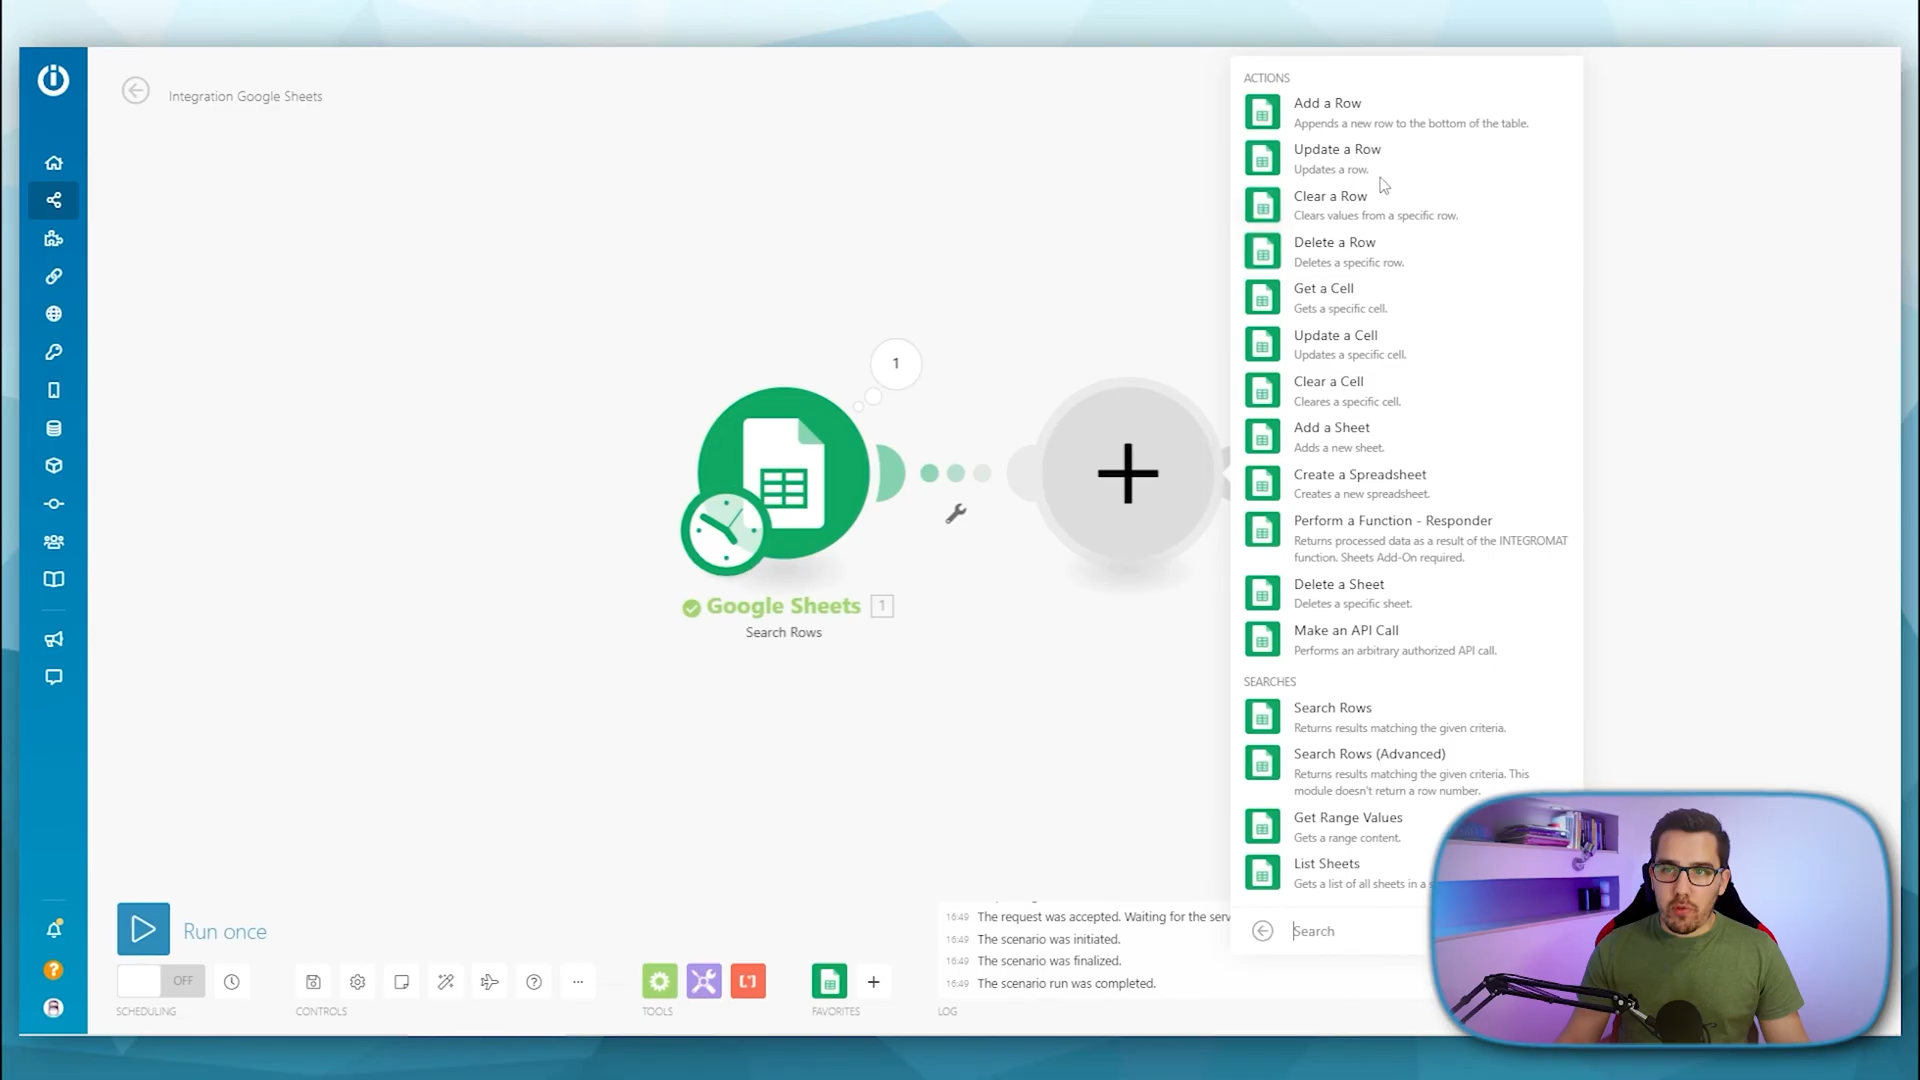 Integration Google Sheets
1
Google Sheets 1
Search Rows
ACTIONS
Add a Row
Appends a new row to the bottom of the table.
Update a Row
Updates a row.
Clear a Row
Clears values from a specific row.
Delete a Row
Deletes a specific row.
Get a Cell
Gets a specific cell.
Update a Cell
Updates a specific cell.
Clear a Cell
Cleares a specific cell.
Add a Sheet
Adds a new sheet.
Create a Spreadsheet
Creates a new spreadsheet.
Perform a Function - Responder
Returns processed data as a result of the INTEGROMAT
function. Sheets Add-On required.
Delete a Sheet
Deletes a specific sheet.
Make an API Call
Performs an arbitrary authorized API call.
SEARCHES
Search Rows
Returns results matching the given criteria.
Search Rows (Advanced)
Returns results matching the given criteria. This
module doesn't return a row number.
Get Range Values
Gets a range content.
List Sheets
Gets a list of all sheets in a
Search
Run once
OFF
SCHEDULING
CONTROLS
TOOLS
FAVORITES
16:49 The request was accepted. Waiting for the serv
16:49 The scenario was initiated.
16:49 The scenario was finalized.
16:49 The scenario run was completed.
LOG